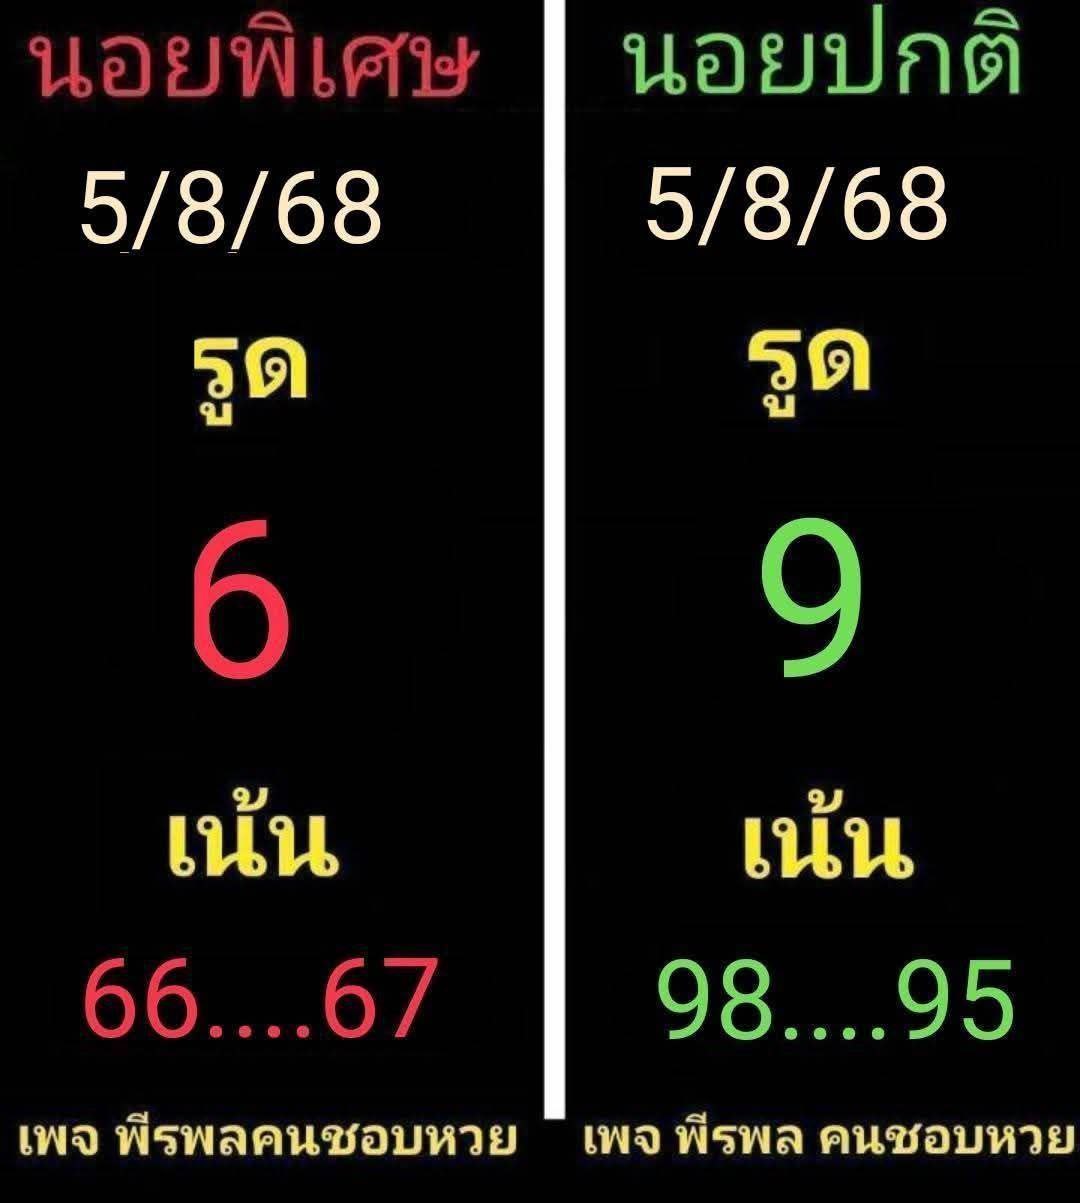 นอยพิเศษ
5/8/68
รูด
6
เน้น
66....67
เพจ พีรพลคนชอบหวย
นอยปกติ
5/8/68
รูด
9
เน้น
98....95
เพจ พีรพล คนชอบหวย